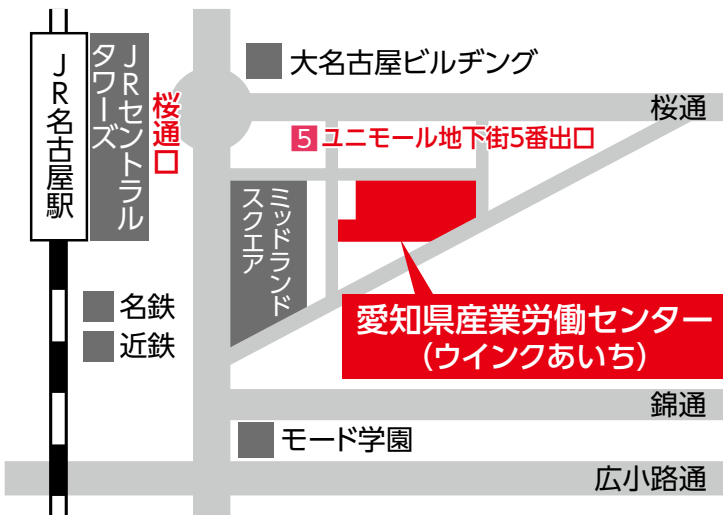 JR名古屋駅
JRセントラル
タワーズ
桜通口
大名古屋ビルヂング
桜通
5 ユニモール地下街5番出口
ミッドランド
スクエア
愛知県産業労働センター
(ウインクあいち)
名鉄
近鉄
錦通
モード学園
広小路通